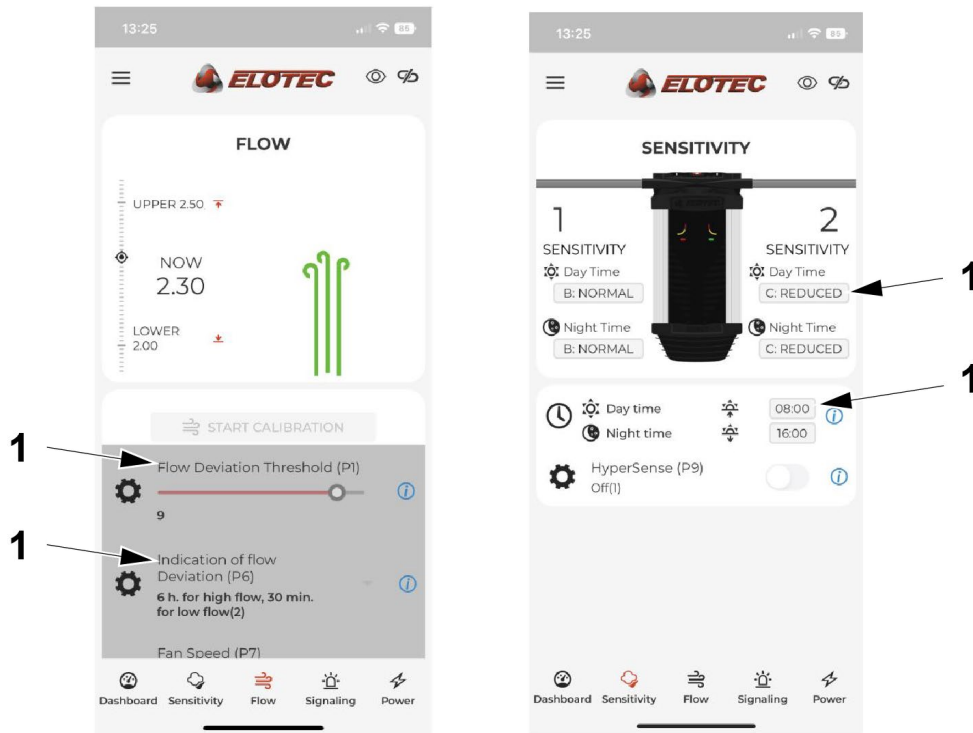 13:25
85
ELOTEC
FLOW
UPPER 2.50
NOW
2.30
LOWER
2.00
START CALIBRATION
1
Flow Deviation Threshold (P1)
9
1
Indication of flow
Deviation (P6)
6 h. for high flow, 30 min.
for low flow(2)
Fan Speed (P7)
Dashboard Sensitivity Flow Signaling Power
13:25
85
ELOTEC
SENSITIVITY
ELOTEC
1
SENSITIVITY
Day Time
B: NORMAL
Night Time
B: NORMAL
2
SENSITIVITY
Day Time
C: REDUCED
1
Night Time
C: REDUCED
Day time 08:00
1
Night time 16:00
HyperSense (P9)
Off(1)
Dashboard Sensitivity Flow Signaling Power